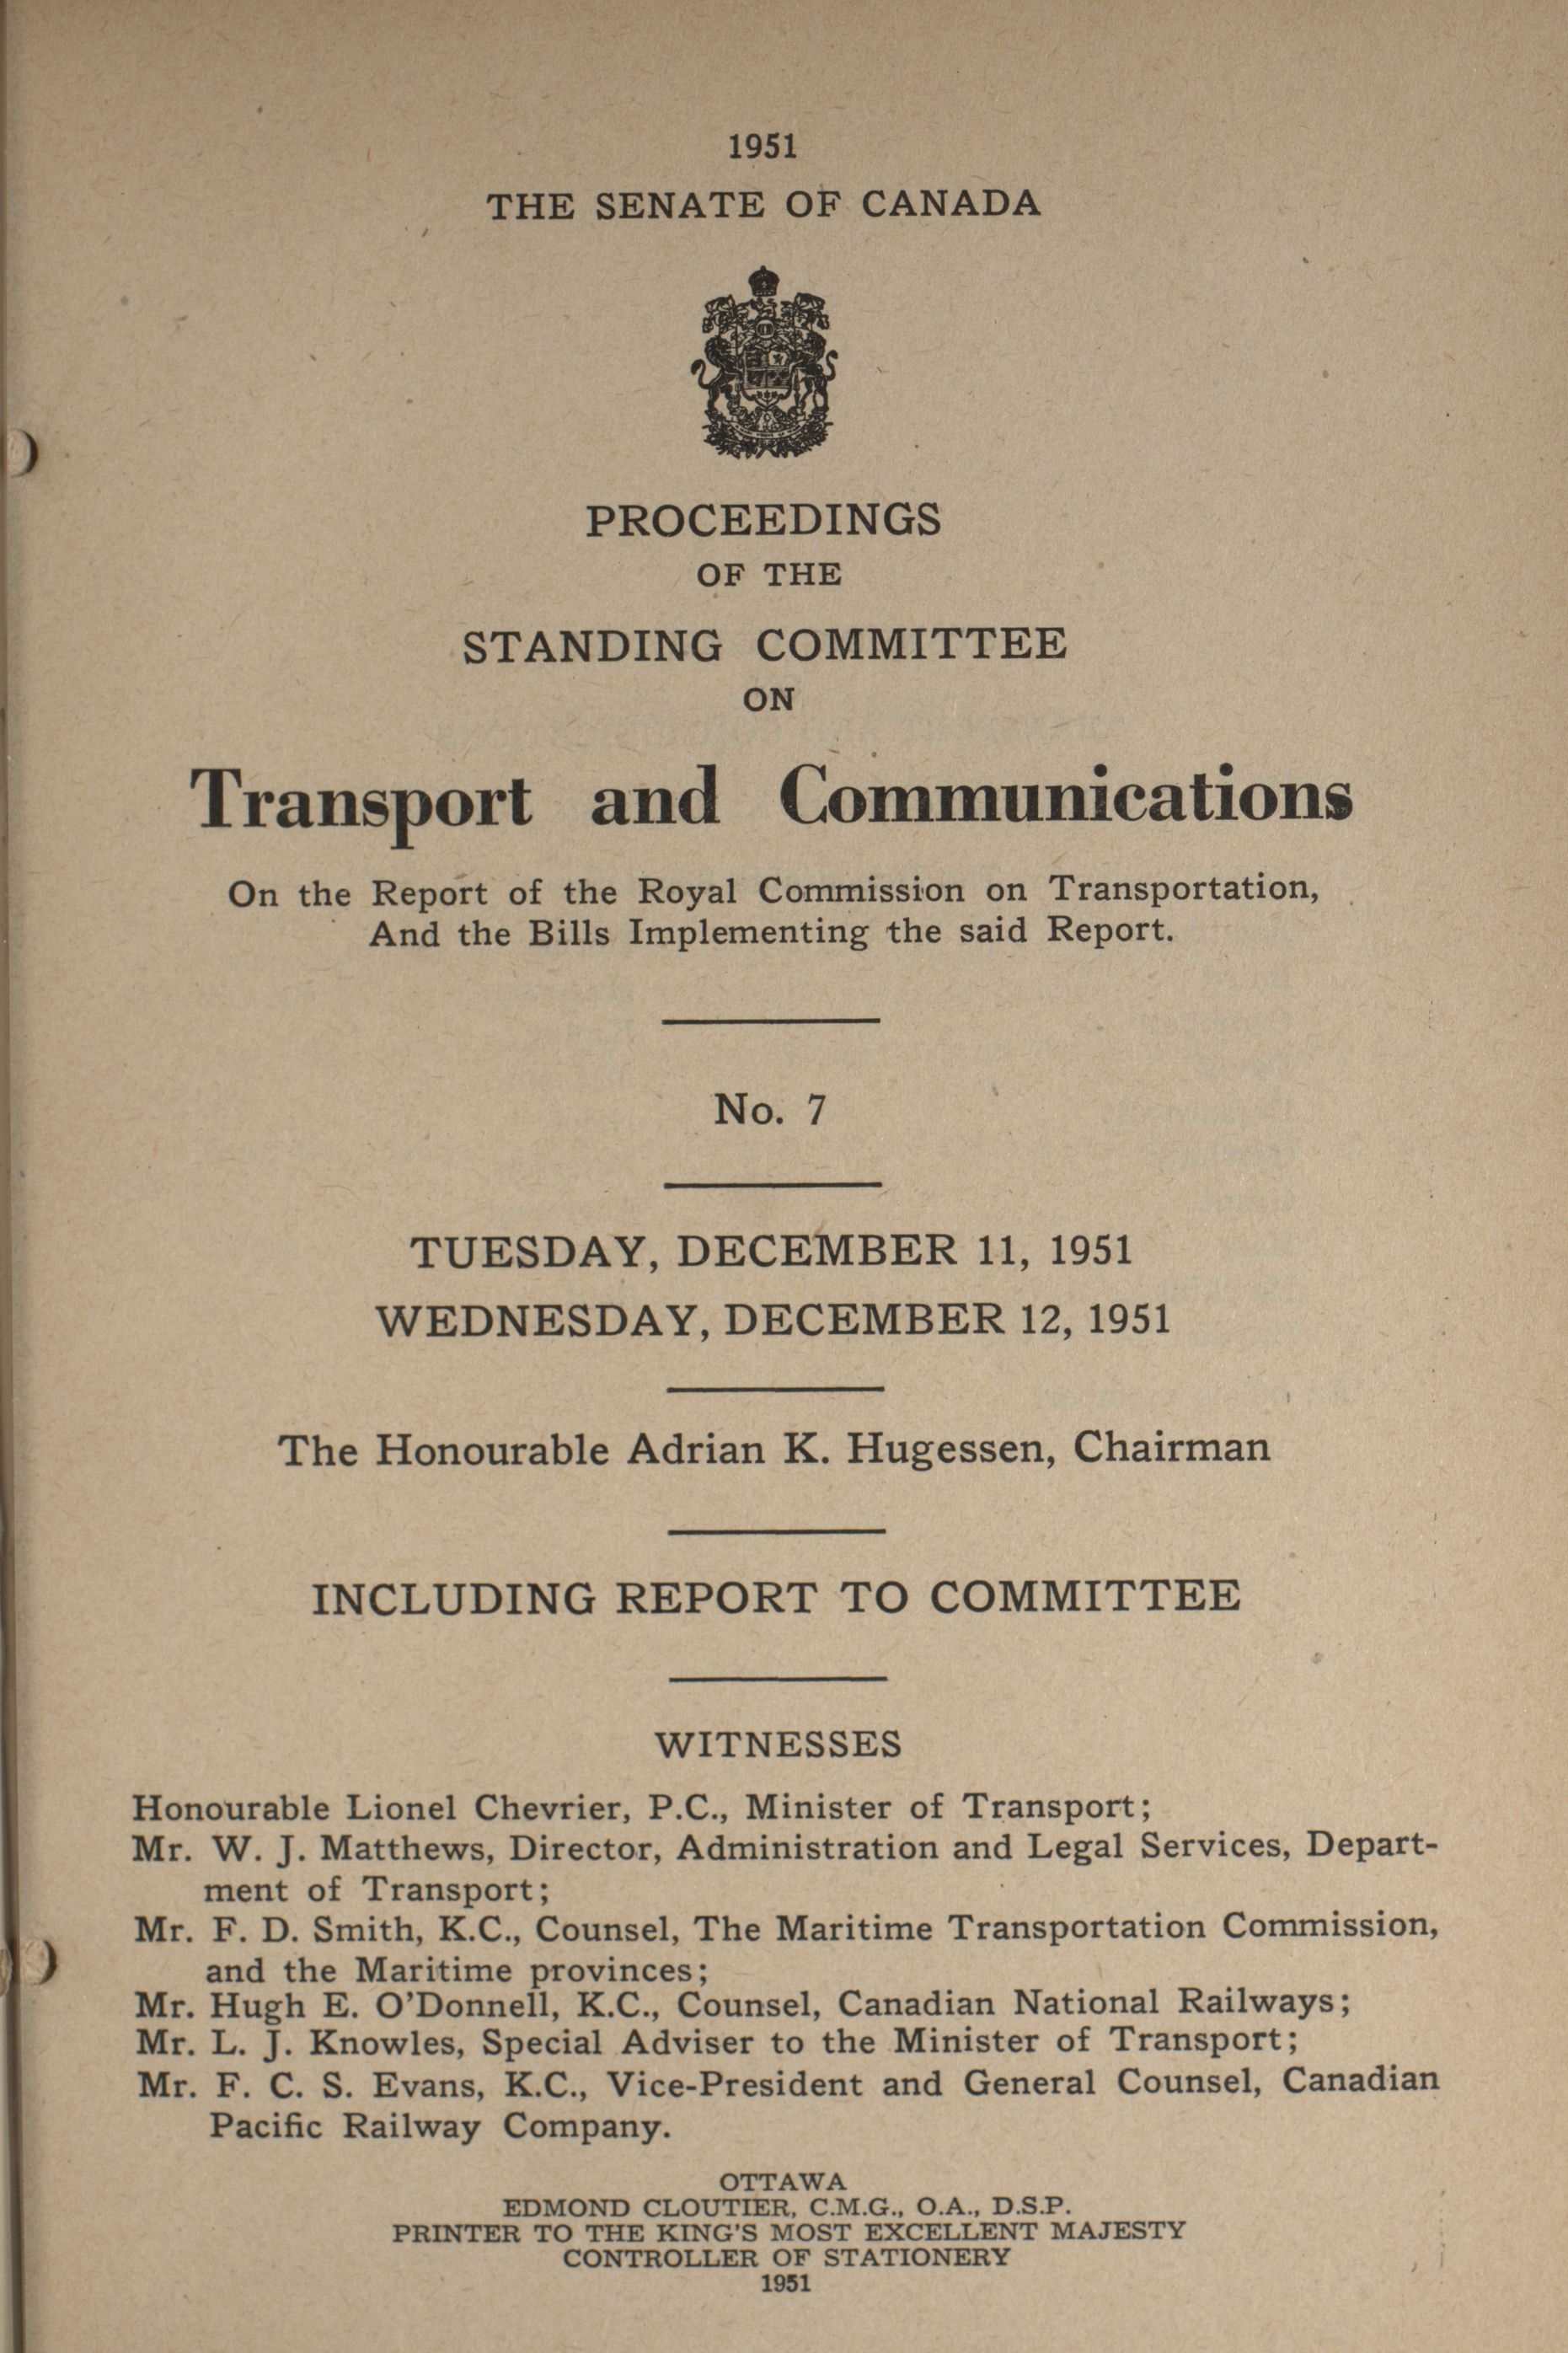 1951
THE SENATE OF CANADA
PROCEEDINGS
OF THE
STANDING COMMITTEE
ON
Transport and Communications
On the Report of the Royal Commission on Transportation,
And the Bills Implementing the said Report.
No. 7
TUESDAY, DECEMBER 11, 1951
WEDNESDAY, DECEMBER 12, 1951
The Honourable Adrian K. Hugessen, Chairman
INCLUDING REPORT TO COMMITTEE
WITNESSES
Honourable Lionel Chevrier, P.C., Minister of Transport;
Mr. W. J. Matthews, Director, Administration and Legal Services, Depart-
ment of Transport;
Mr. F. D. Smith, K.C., Counsel, The Maritime Transportation Commission,
and the Maritime provinces;
Mr. Hugh E. O'Donnell, K.C., Counsel, Canadian National Railways;
Mr. L. J. Knowles, Special Adviser to the Minister of Transport;
Mr. F. C. S. Evans, K.C., Vice-President and General Counsel, Canadian
Pacific Railway Company.
OTTAWA
EDMOND CLOUTIER, C.M.G., O.A., D.S.P.
PRINTER TO THE KING'S MOST EXCELLENT MAJESTY
CONTROLLER OF STATIONERY
1951